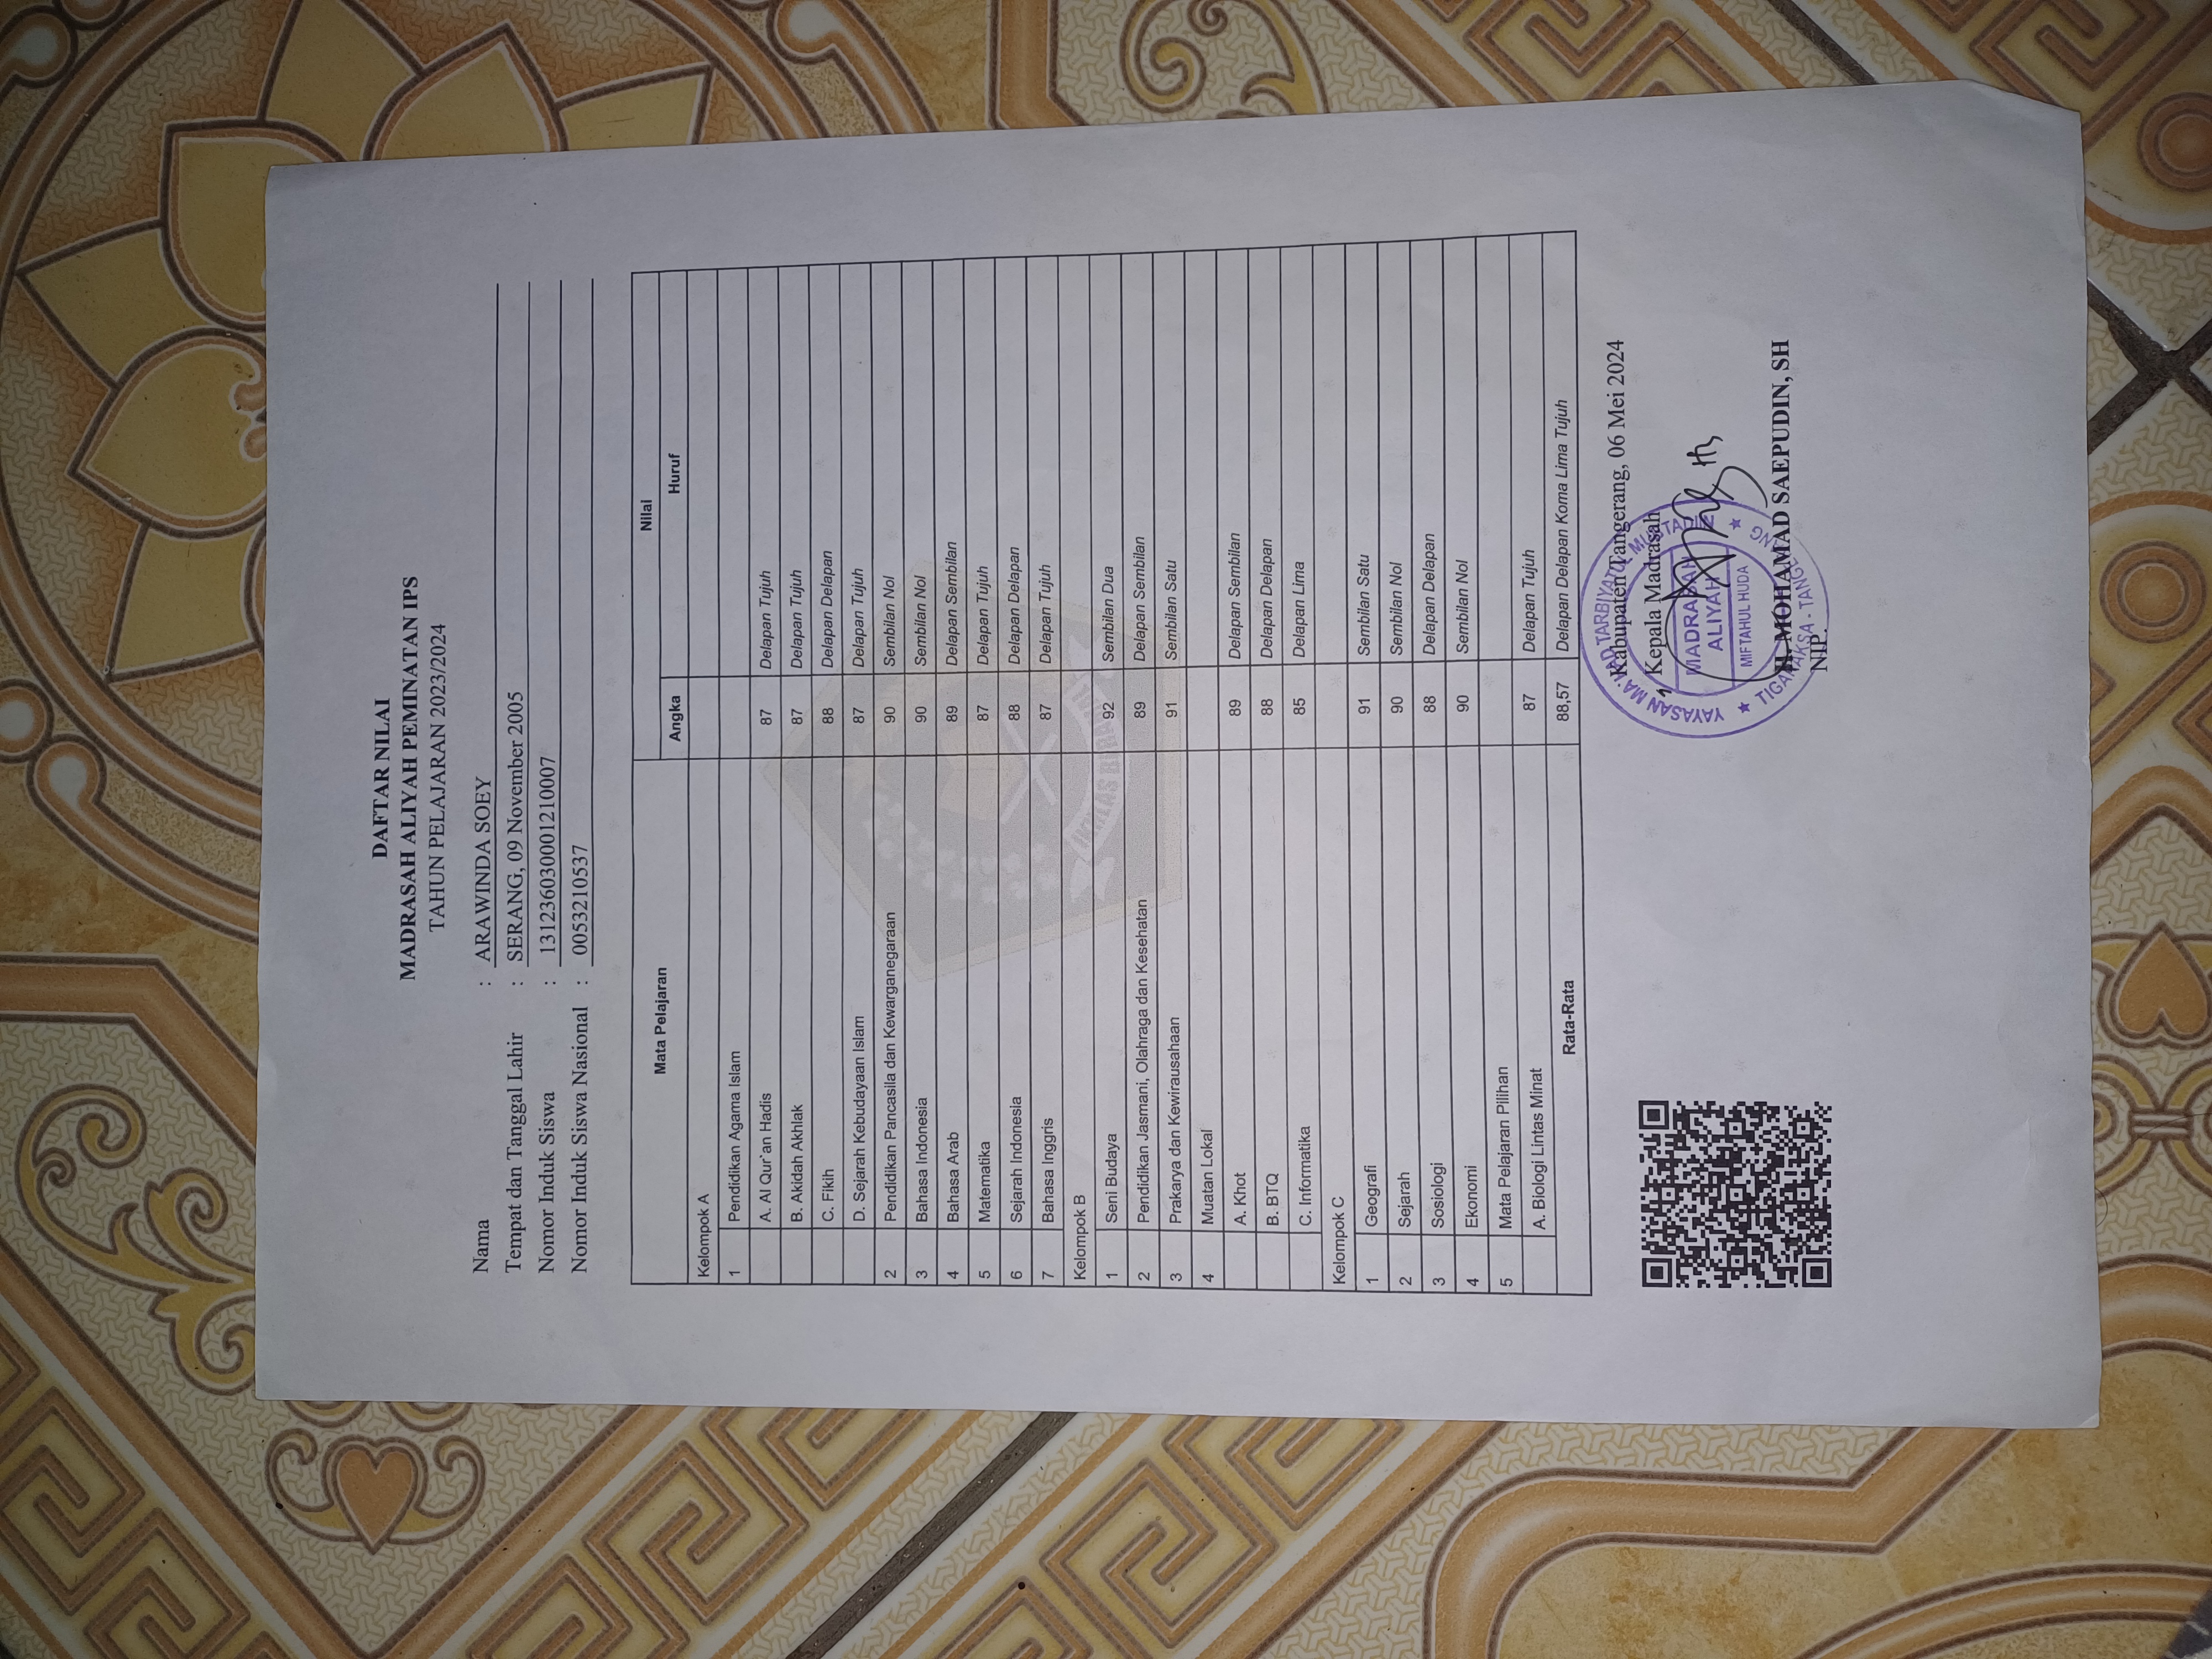 DAFTAR NILAI
MADRASAH ALIYAH PEMINATAN IPS
TAHUN PELAJARAN 2023/2024
Nama : ARAWINDA SOEY
Tempat dan Tanggal Lahir : SERANG, 09 November 2005
Nomor Induk Siswa : 131236030001210007
Nomor Induk Siswa Nasional : 0053210537
Mata Pelajaran Nilai
Angka Huruf
Kelompok A
1 Pendidikan Agama Islam
A. Al Qur`an Hadis 87 Delapan Tujuh
B. Akidah Akhlak 87 Delapan Tujuh
C. Fikih 88 Delapan Delapan
D. Sejarah Kebudayaan Islam 87 Delapan Tujuh
2 Pendidikan Pancasila dan Kewarganegaraan 90 Sembilan Nol
3 Bahasa Indonesia 90 Sembilan Nol
4 Bahasa Arab 89 Delapan Sembilan
5 Matematika 87 Delapan Tujuh
6 Sejarah Indonesia 88 Delapan Delapan
7 Bahasa Inggris 87 Delapan Tujuh
Kelompok B
IKHLAS BERAMAL
1 Seni Budaya 92 Sembilan Dua
2 Pendidikan Jasmani, Olahraga dan Kesehatan 89 Delapan Sembilan
3 Prakarya dan Kewirausahaan 91 Sembilan Satu
4 Muatan Lokal
A. Khot 89 Delapan Sembilan
B. BTQ 88 Delapan Delapan
C. Informatika 85 Delapan Lima
Kelompok C
1 Geografi 91 Sembilan Satu
2 Sejarah 90 Sembilan Nol
3 Sosiologi 88 Delapan Delapan
4 Ekonomi 90 Sembilan Nol
5 Mata Pelajaran Pilihan
A. Biologi Lintas Minat 87 Delapan Tujuh
Rata-Rata 88,57 Delapan Delapan Koma Lima Tujuh
Kabupaten Tangerang, 06 Mei 2024
Kepala Madrasah
YAYASAN MA'HAD TARBIYATUL MUBTADIN
MADRASAH
ALIYAH
MIFTAHUL HUDA
TIGARAKSA - TANGERANG
H. MOHAMAD SAEPUDIN, SH
NIP.